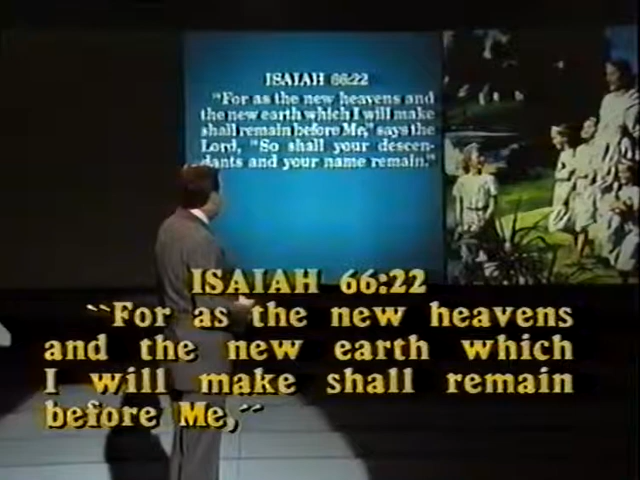 ISAIAH 66:22
"For as the new heavens and
the new earth which I will make
shall remain before Me," says the
Lord, "So shall your descen-
dants and your name remain."
ISAIAH 66:22
``For as the new heavens
and the new earth which
I will make shall remain
before Me,´´